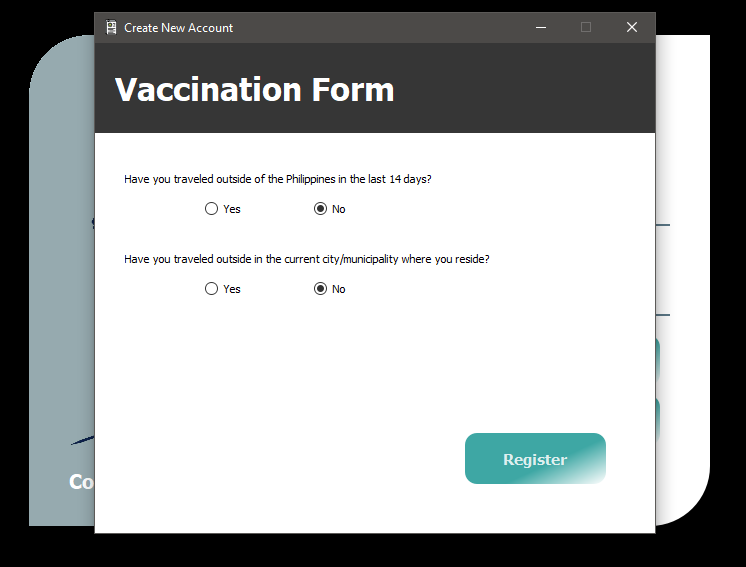 Create New Account
Vaccination Form
Have you traveled outside of the Philippines in the last 14 days?
Yes No
Have you traveled outside in the current city/municipality where you reside?
Yes No
Register
Co